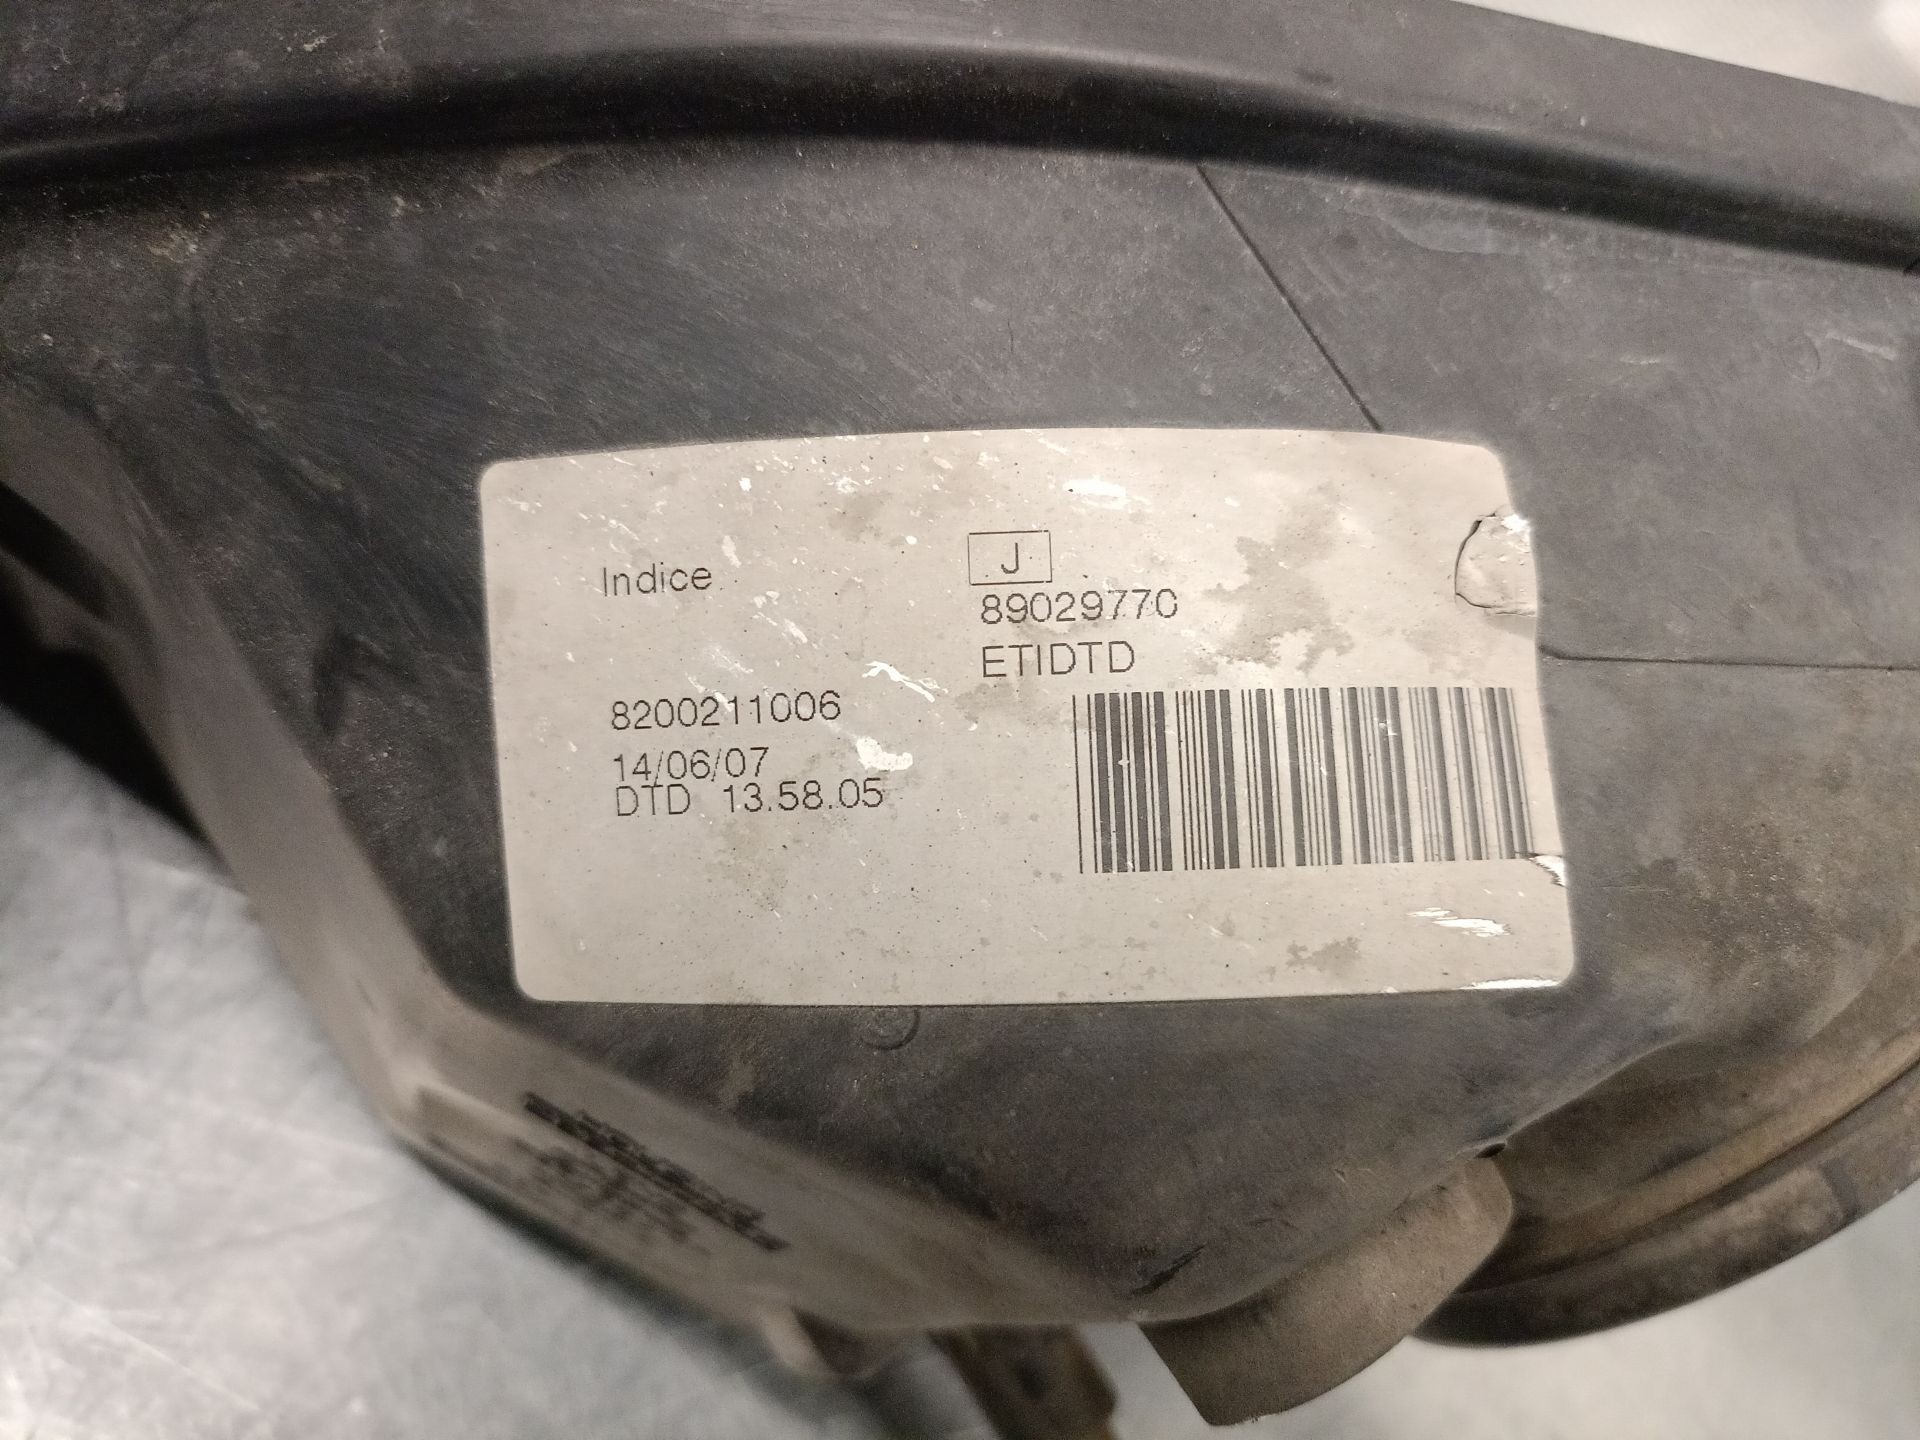 Indice
J
89029770
ETIDTD
8200211006
14/06/07
DTD 13.58.05